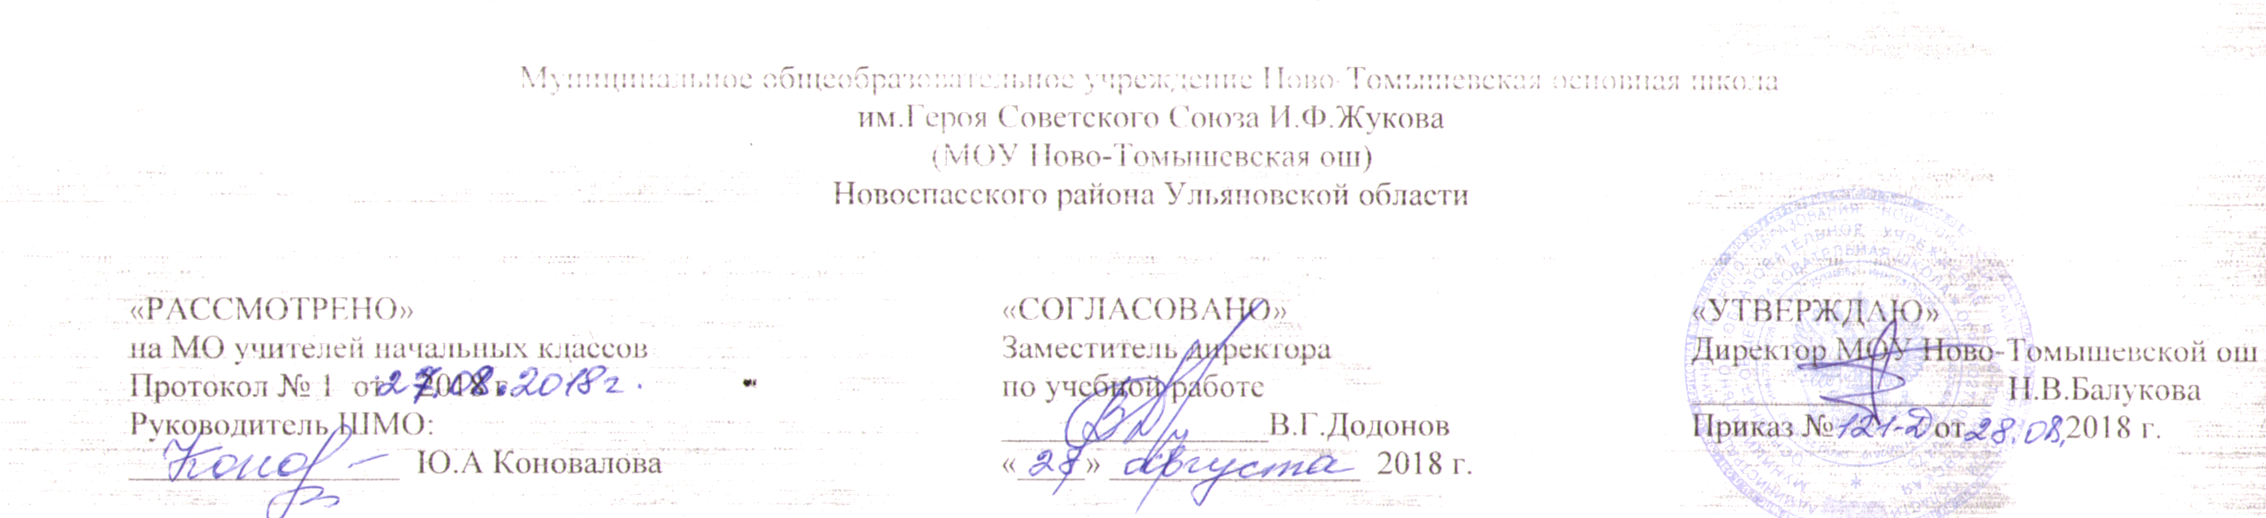 Муниципальное общеобразовательное учреждение Ново-Томышевская основная школа
им.Героя Советского Союза И.Ф.Жукова
(МОУ Ново-Томышевская ош)
Новоспасского района Ульяновской области
«РАССМОТРЕНО»
на МО учителей начальных классов
Протокол № 1 от 27.08.2018г.
Руководитель ШМО:
Ю.А Коновалова
«СОГЛАСОВАНО»
Заместитель директора
по учебной работе
В.Г.Додонов
« 28 » августа 2018 г.
«УТВЕРЖДАЮ»
Директор МОУ Ново-Томышевской ош
Н.В.Балукова
Приказ № 121-Д от 28.08.2018 г.